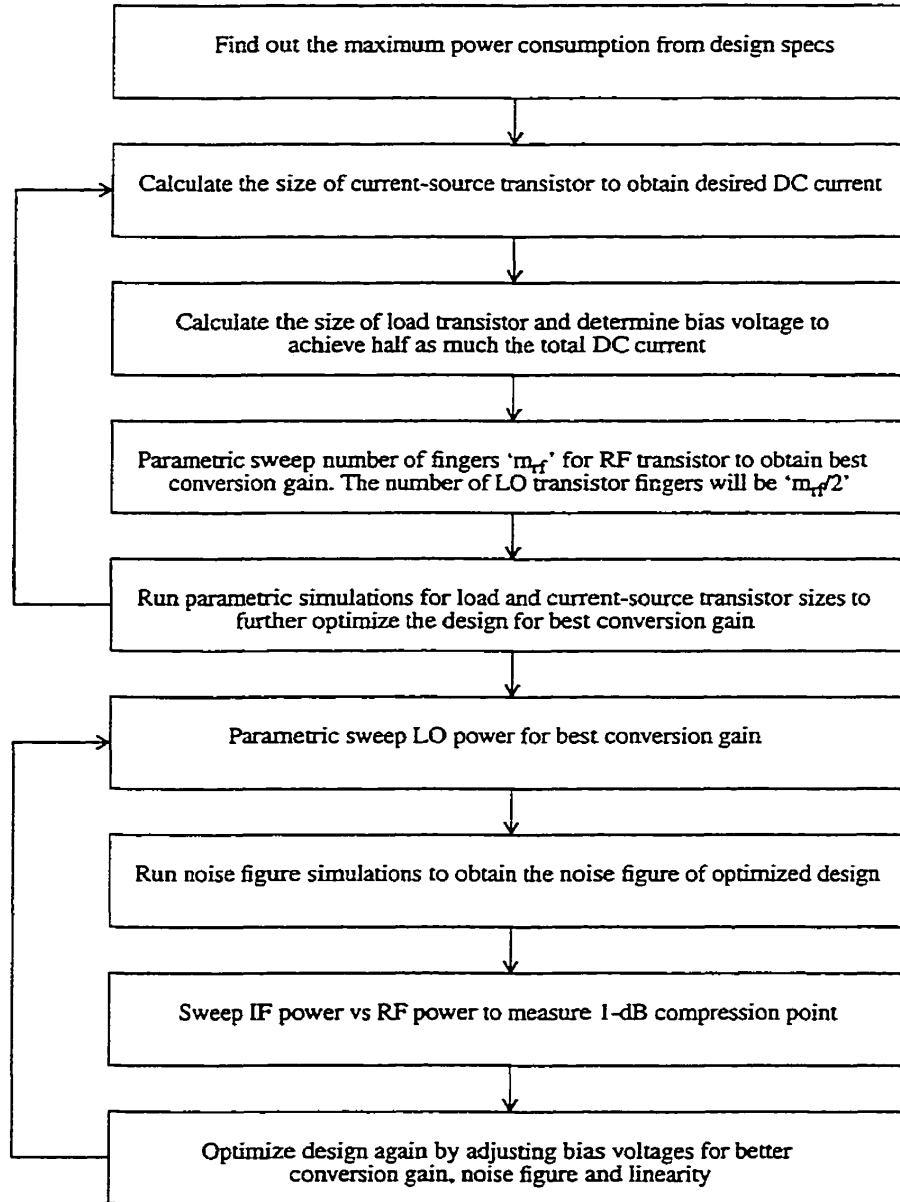 Find out the maximum power consumption from design specs
Calculate the size of current-source transistor to obtain desired DC current
Calculate the size of load transistor and determine bias voltage to
achieve half as much the total DC current
Parametric sweep number of fingers ‘m_rf’ for RF transistor to obtain best
conversion gain. The number of LO transistor fingers will be ‘m_rf/2’
Run parametric simulations for load and current-source transistor sizes to
further optimize the design for best conversion gain
Parametric sweep LO power for best conversion gain
Run noise figure simulations to obtain the noise figure of optimized design
Sweep IF power vs RF power to measure 1-dB compression point
Optimize design again by adjusting bias voltages for better
conversion gain, noise figure and linearity